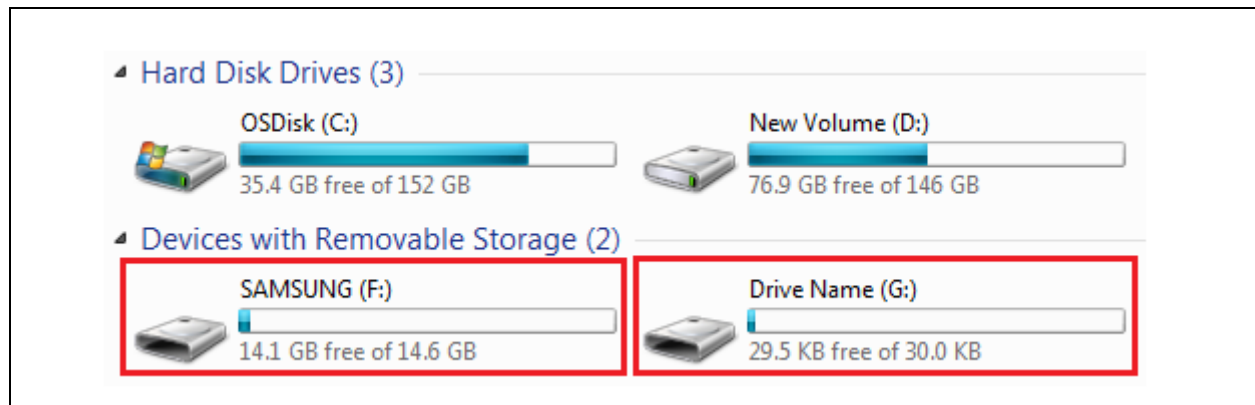 Hard Disk Drives (3)
OSDisk (C:)
35.4 GB free of 152 GB
New Volume (D:)
76.9 GB free of 146 GB
Devices with Removable Storage (2)
SAMSUNG (F:)
14.1 GB free of 14.6 GB
Drive Name (G:)
29.5 KB free of 30.0 KB